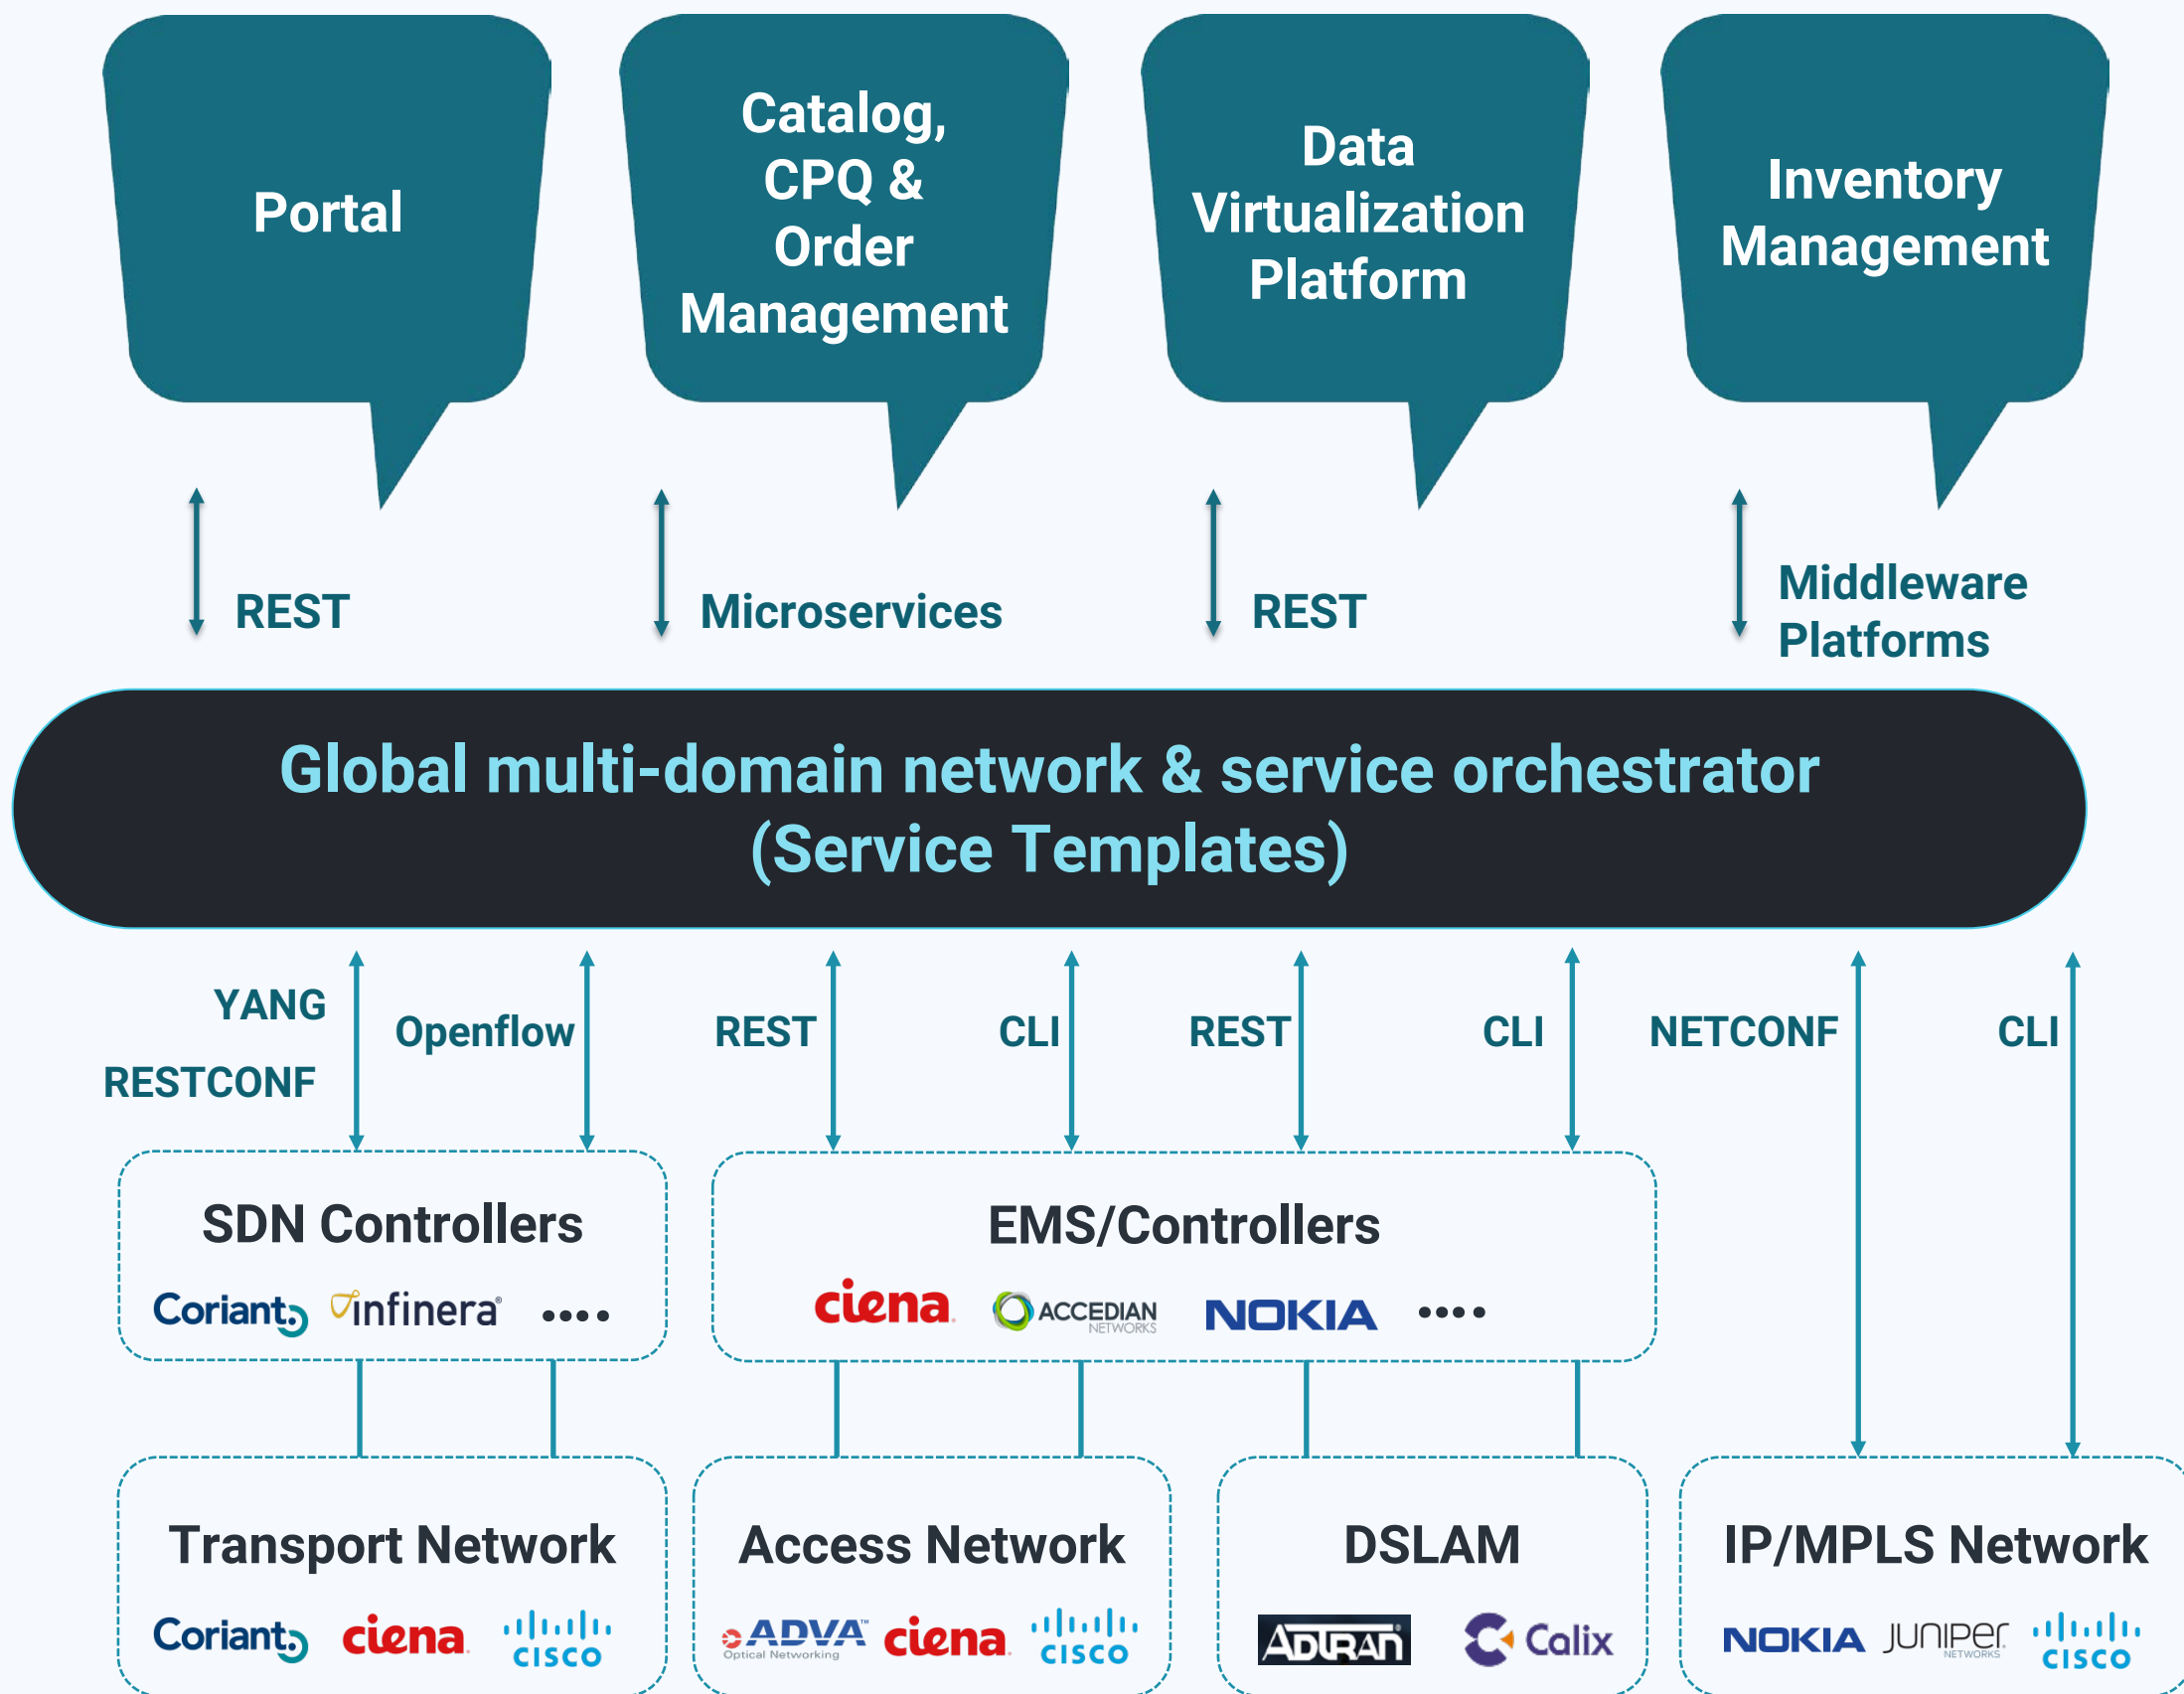 Portal
Catalog,
CPQ &
Order
Management
Data
Virtualization
Platform
Inventory
Management
REST
Microservices
REST
Middleware
Platforms
Global multi-domain network & service orchestrator
(Service Templates)
YANG
RESTCONF
Openflow
REST
CLI
REST
CLI
NETCONF
CLI
SDN Controllers
Coriant
infinera®
....
EMS/Controllers
ciena.
ACCEDIAN
NETWORKS
NOKIA
....
Transport Network
Coriant
ciena.
CISCO
Access Network
ADVA™
Optical Networking
ciena.
CISCO
DSLAM
ADTRAN
Calix
IP/MPLS Network
NOKIA
JUNIPER
NETWORKS
CISCO